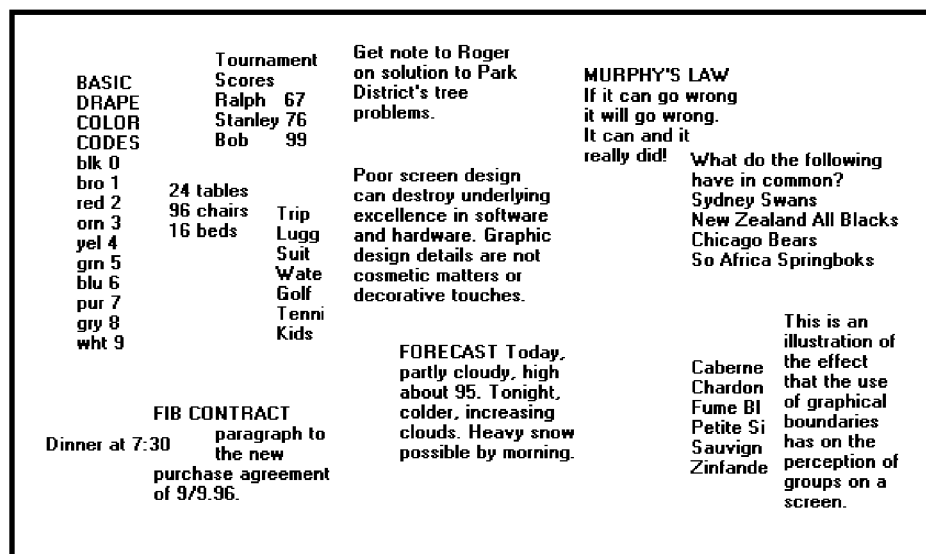 BASIC
DRAPE
COLOR
CODES
blk 0
bro 1
red 2
orn 3
yel 4
grn 5
blu 6
pur 7
gry 8
wht 9
Tournament
Scores
Ralph 67
Stanley 76
Bob 99
24 tables
96 chairs
16 beds
Trip
Lugg
Suit
Wate
Golf
Tenni
Kids
Get note to Roger
on solution to Park
District's tree
problems.
Poor screen design
can destroy underlying
excellence in software
and hardware. Graphic
design details are not
cosmetic matters or
decorative touches.
MURPHY'S LAW
If it can go wrong
it will go wrong.
It can and it
really did!
What do the following
have in common?
Sydney Swans
New Zealand All Blacks
Chicago Bears
So Africa Springboks
FORECAST Today,
partly cloudy, high
about 95. Tonight,
colder, increasing
clouds. Heavy snow
possible by morning.
Caberne
Chardon
Fume Bl
Petite Si
Sauvign
Zinfande
This is an
illustration of
the effect
that the use
of graphical
boundaries
has on the
perception of
groups on a
screen.
Dinner at 7:30
FIB CONTRACT
paragraph to
the new
purchase agreement
of 9/9.96.